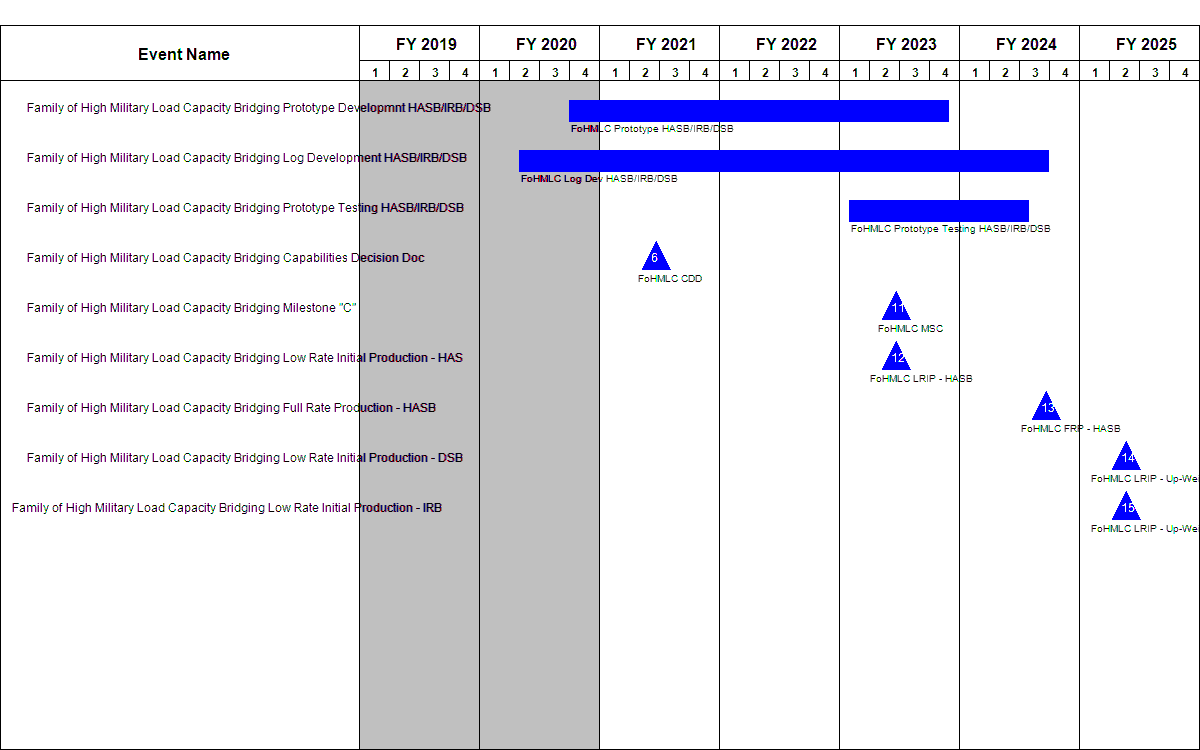 Event Name FY 2019 FY 2020 FY 2021 FY 2022 FY 2023 FY 2024 FY 2025
1 2 3 4 1 2 3 4 1 2 3 4 1 2 3 4 1 2 3 4 1 2 3 4 1 2 3 4
Family of High Military Load Capacity Bridging Prototype Developmnt HASB/IRB/DSB
FoHMLC Prototype HASB/IRB/DSB
Family of High Military Load Capacity Bridging Log Development HASB/IRB/DSB
FoHMLC Log Dev HASB/IRB/DSB
Family of High Military Load Capacity Bridging Prototype Testing HASB/IRB/DSB
FoHMLC Prototype Testing HASB/IRB/DSB
Family of High Military Load Capacity Bridging Capabilities Decision Doc 6
FoHMLC CDD
Family of High Military Load Capacity Bridging Milestone "C" 11
FoHMLC MSC
Family of High Military Load Capacity Bridging Low Rate Initial Production - HAS 12
FoHMLC LRIP - HASB
Family of High Military Load Capacity Bridging Full Rate Production - HASB 13
FoHMLC FRP - HASB
Family of High Military Load Capacity Bridging Low Rate Initial Production - DSB 14
FoHMLC LRIP - Up-Wei
Family of High Military Load Capacity Bridging Low Rate Initial Production - IRB 15
FoHMLC LRIP - Up-Wei